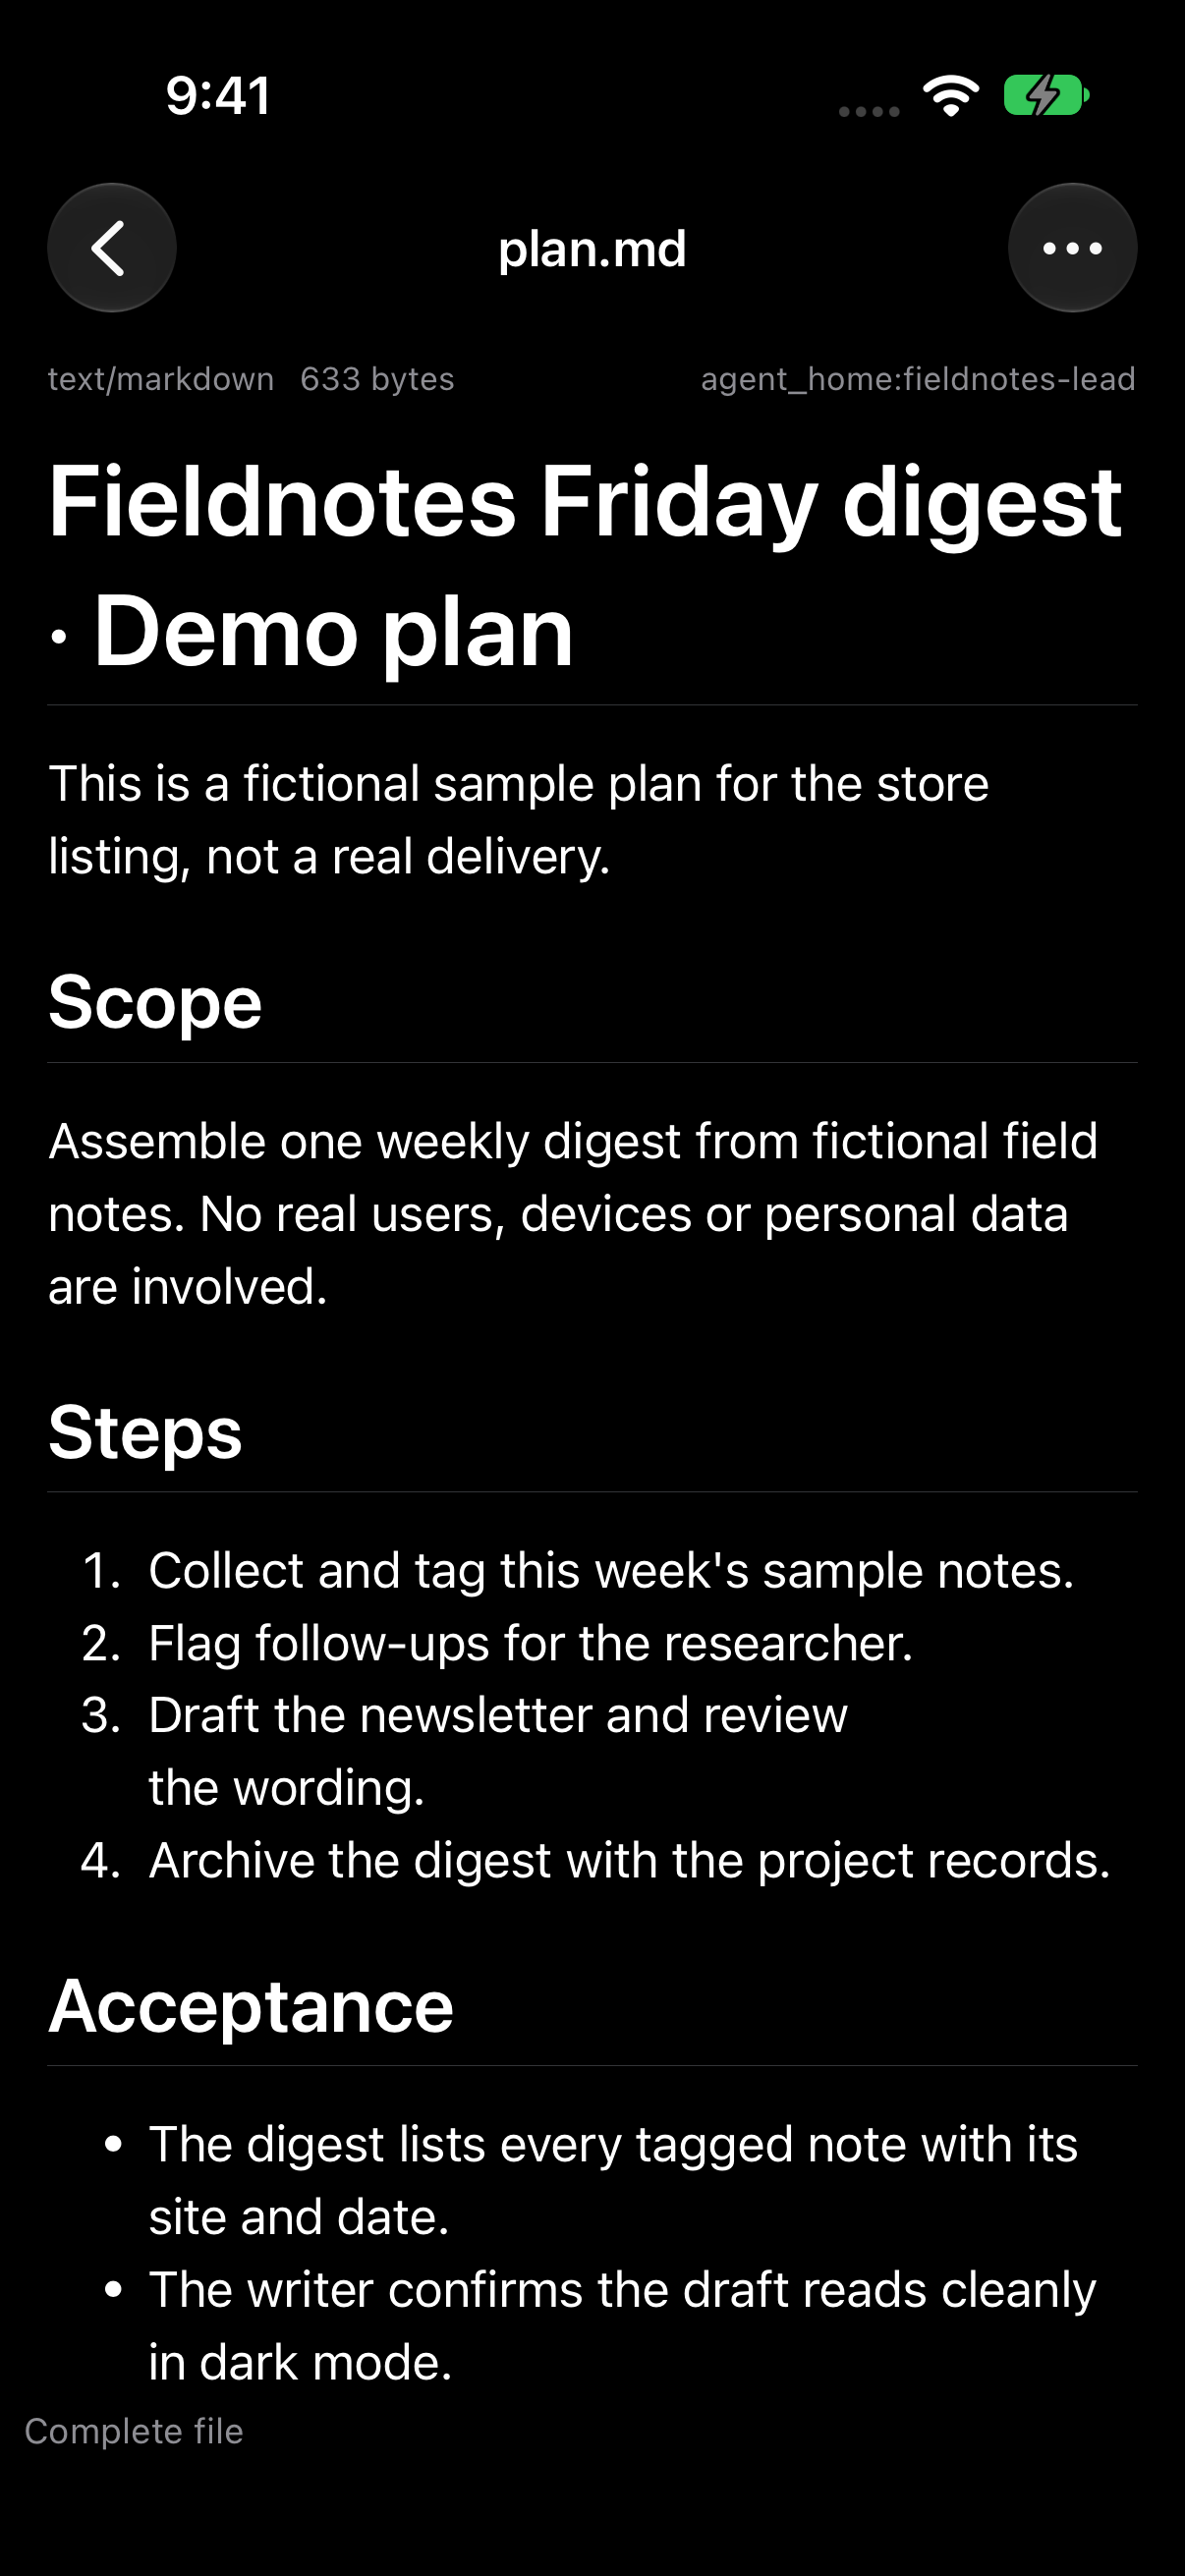 9:41
plan.md
text/markdown 633 bytes agent_home:fieldnotes-lead
Fieldnotes Friday digest
· Demo plan
This is a fictional sample plan for the store
listing, not a real delivery.
Scope
Assemble one weekly digest from fictional field
notes. No real users, devices or personal data
are involved.
Steps
1. Collect and tag this week's sample notes.
2. Flag follow-ups for the researcher.
3. Draft the newsletter and review
the wording.
4. Archive the digest with the project records.
Acceptance
• The digest lists every tagged note with its
site and date.
• The writer confirms the draft reads cleanly
in dark mode.
Complete file